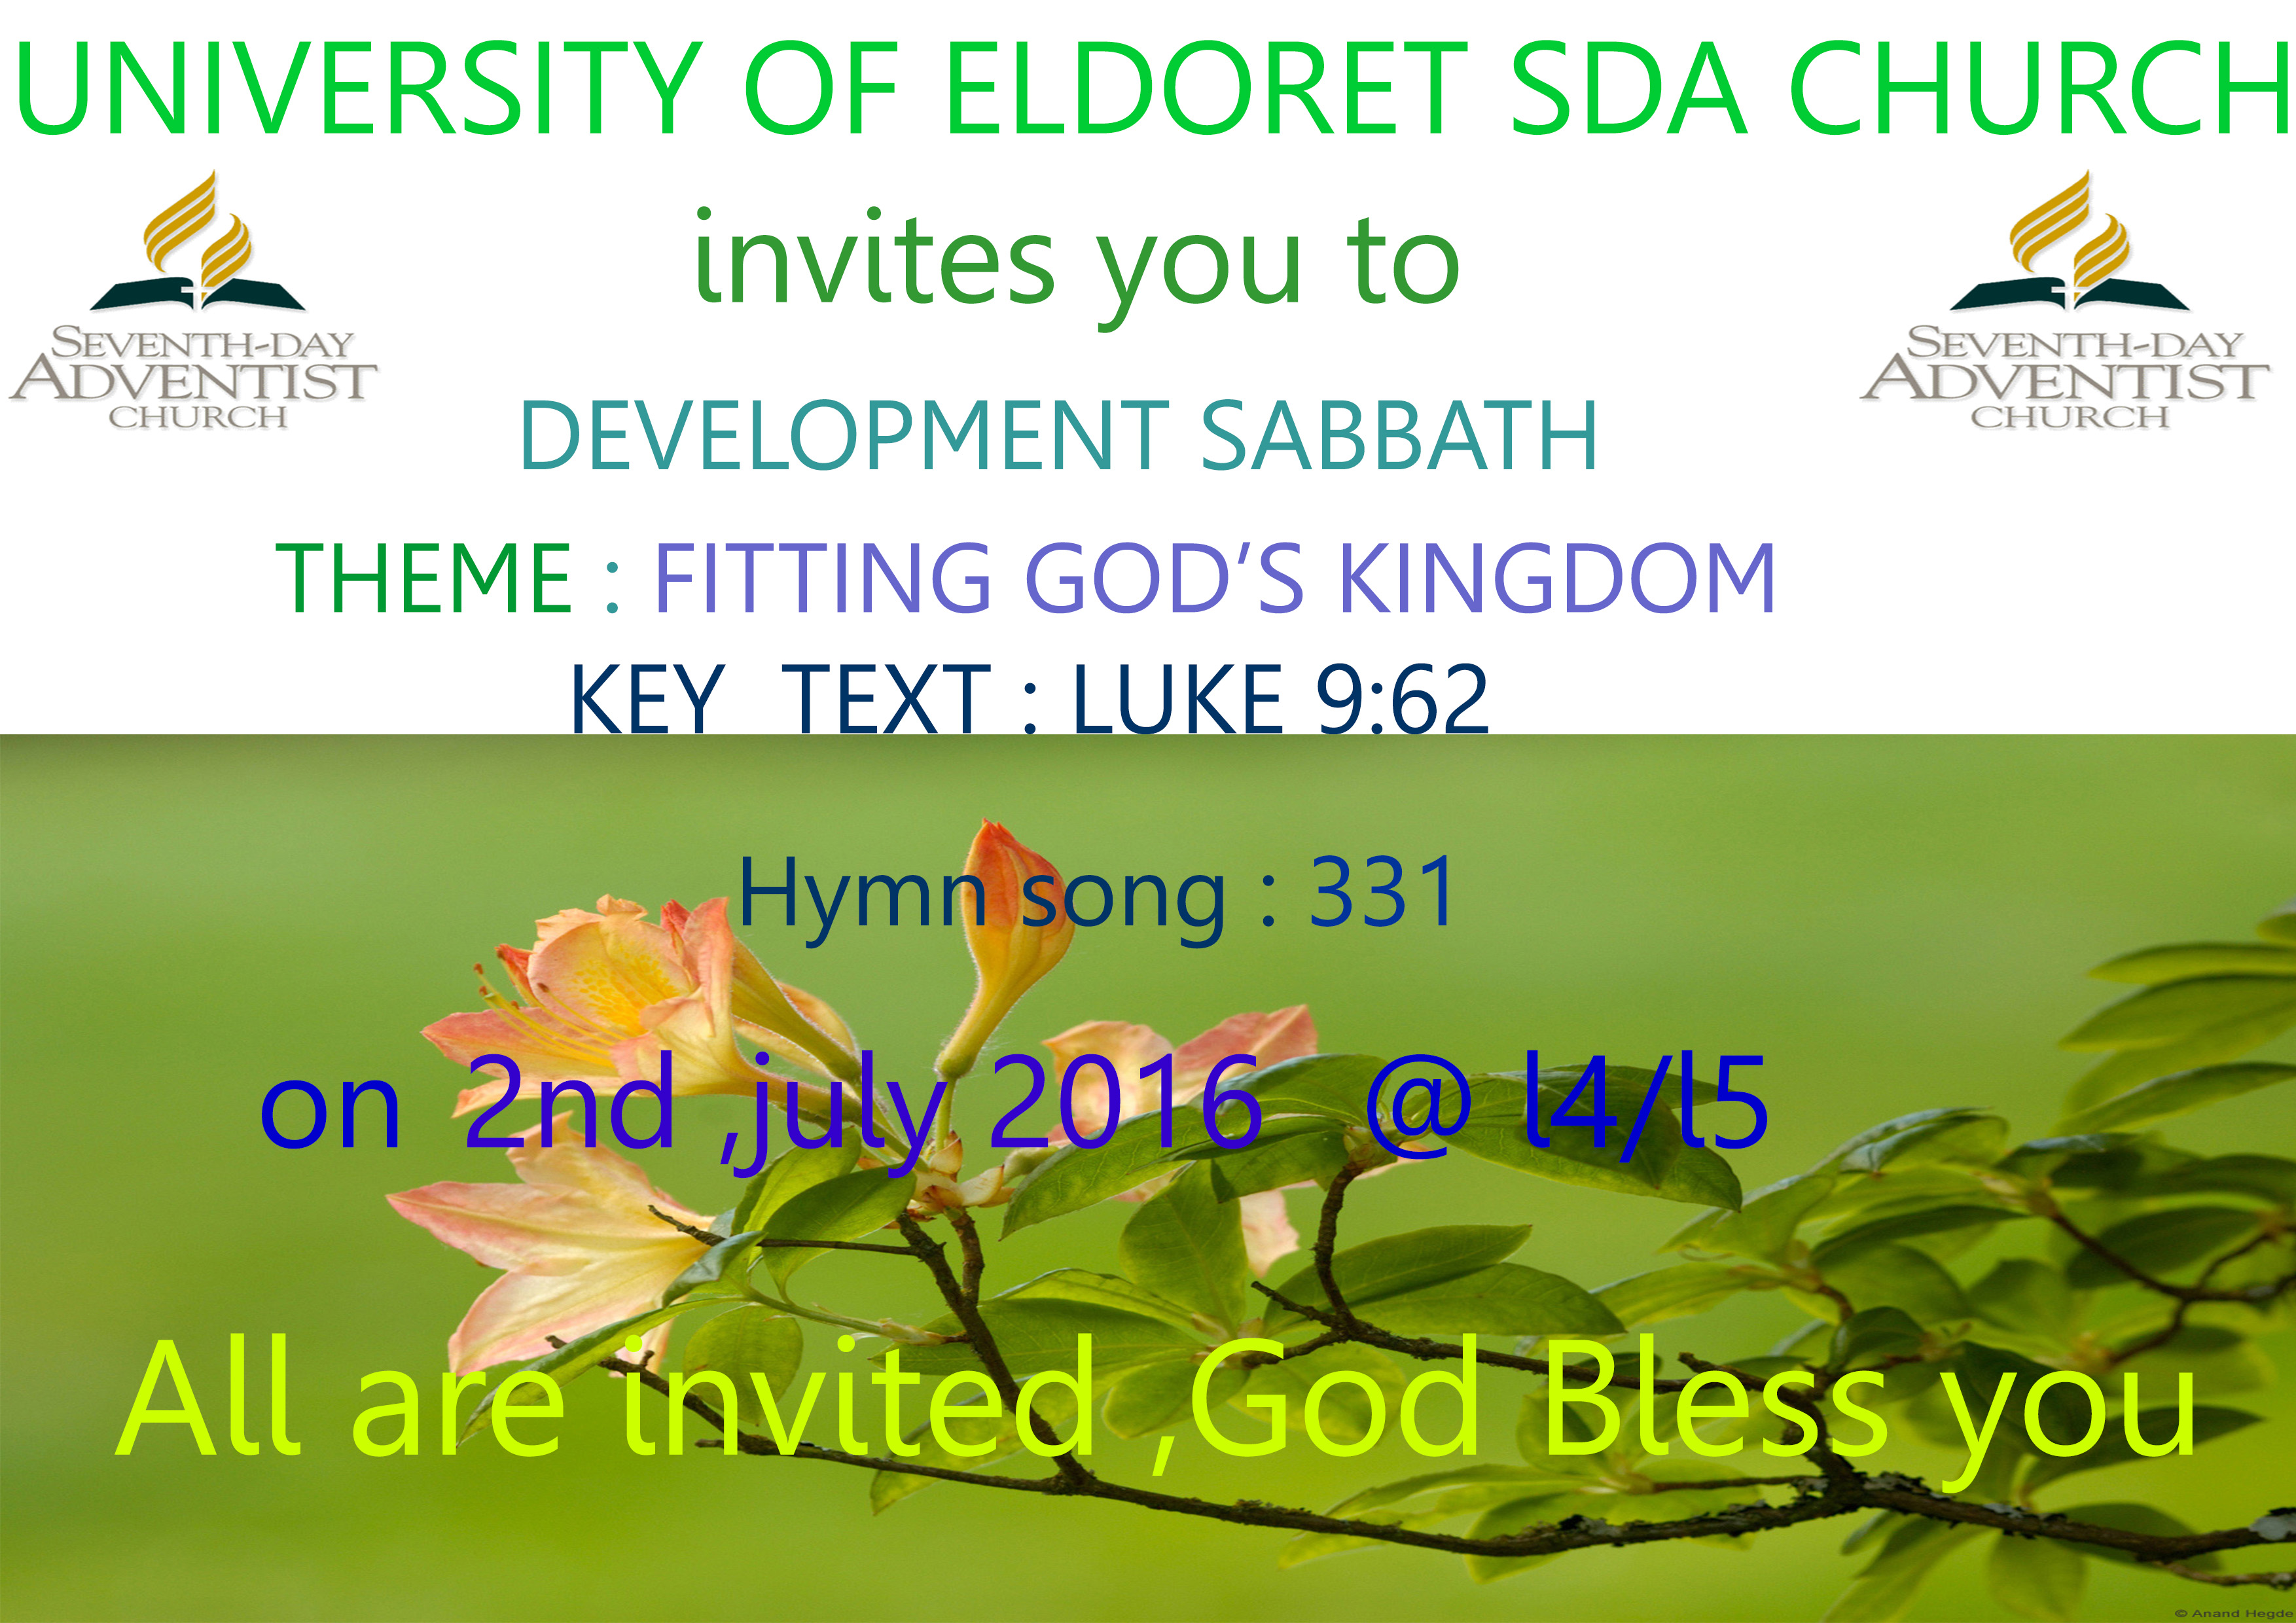 UNIVERSITY OF ELDORET SDA CHURCH
invites you to
SEVENTH-DAY
ADVENTIST
CHURCH
SEVENTH-DAY
ADVENTIST
CHURCH
DEVELOPMENT SABBATH
THEME : FITTING GOD’S KINGDOM
KEY TEXT : LUKE 9:62
Hymn song : 331
on 2nd ,july 2016 @ l4/l5
All are invited ,God Bless you
© Anand Hegde